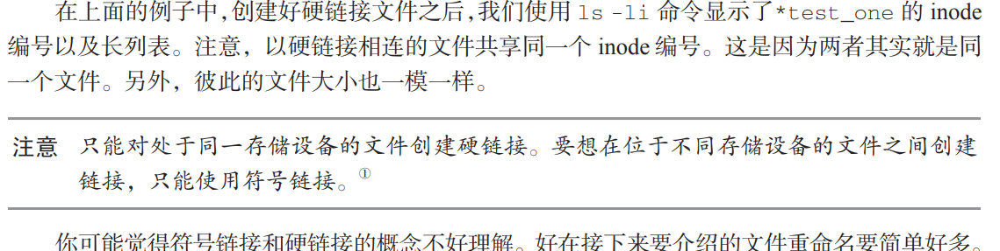 在上面的例子中,创建好硬链接文件之后,我们使用 ls -li 命令显示了*test_one 的 inode
编号以及长列表。注意，以硬链接相连的文件共享同一个 inode 编号。这是因为两者其实就是同
一个文件。另外，彼此的文件大小也一模一样。
注意 只能对处于同一存储设备的文件创建硬链接。要想在位于不同存储设备的文件之间创建
链接，只能使用符号链接。①
你可能觉得符号链接和硬链接的概念不好理解。好在接下来要介绍的文件重命名要简单好多。